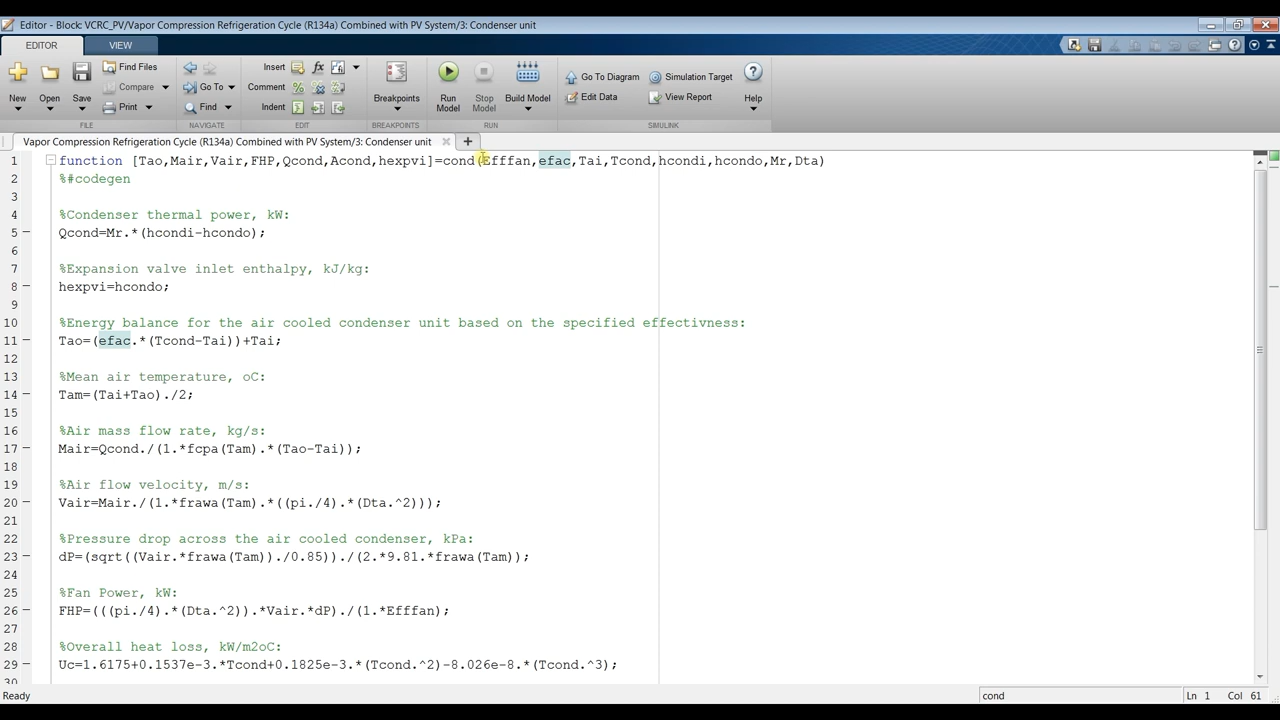 Editor - Block: VCRC_PV/Vapor Compression Refrigeration Cycle (R134a) Combined with PV System/3: Condenser unit
EDITOR VIEW
New Open Save Find Files Compare Print
Insert Comment Indent fx
Go To Find
Breakpoints
Run Model Stop Model Build Model
Go To Diagram Simulation Target
Edit Data View Report
Help
FILE NAVIGATE EDIT BREAKPOINTS RUN SIMULINK
Vapor Compression Refrigeration Cycle (R134a) Combined with PV System/3: Condenser unit
1 function [Tao,Mair,Vair,FHP,Qcond,Acond,hexpvi]=cond(Efffan,efac,Tai,Tcond,hcondi,hcondo,Mr,Dta)
2 %#codegen
3
4 %Condenser thermal power, kW:
5 Qcond=Mr.*(hcondi-hcondo);
6
7 %Expansion valve inlet enthalpy, kJ/kg:
8 hexpvi=hcondo;
9
10 %Energy balance for the air cooled condenser unit based on the specified effectivness:
11 Tao=(efac.*(Tcond-Tai))+Tai;
12
13 %Mean air temperature, oC:
14 Tam=(Tai+Tao)./2;
15
16 %Air mass flow rate, kg/s:
17 Mair=Qcond./(1.*fcpa(Tam).*(Tao-Tai));
18
19 %Air flow velocity, m/s:
20 Vair=Mair./(1.*frawa(Tam).*((pi./4).*(Dta.^2)));
21
22 %Pressure drop across the air cooled condenser, kPa:
23 dP=(sqrt((Vair.*frawa(Tam))./0.85))./(2.*9.81.*frawa(Tam));
24
25 %Fan Power, kW:
26 FHP=(((pi./4).*(Dta.^2)).*Vair.*dP)./(1.*Efffan);
27
28 %Overall heat loss, kW/m2oC:
29 Uc=1.6175+0.1537e-3.*Tcond+0.1825e-3.*(Tcond.^2)-8.026e-8.*(Tcond.^3);
30
Ready cond Ln 1 Col 61